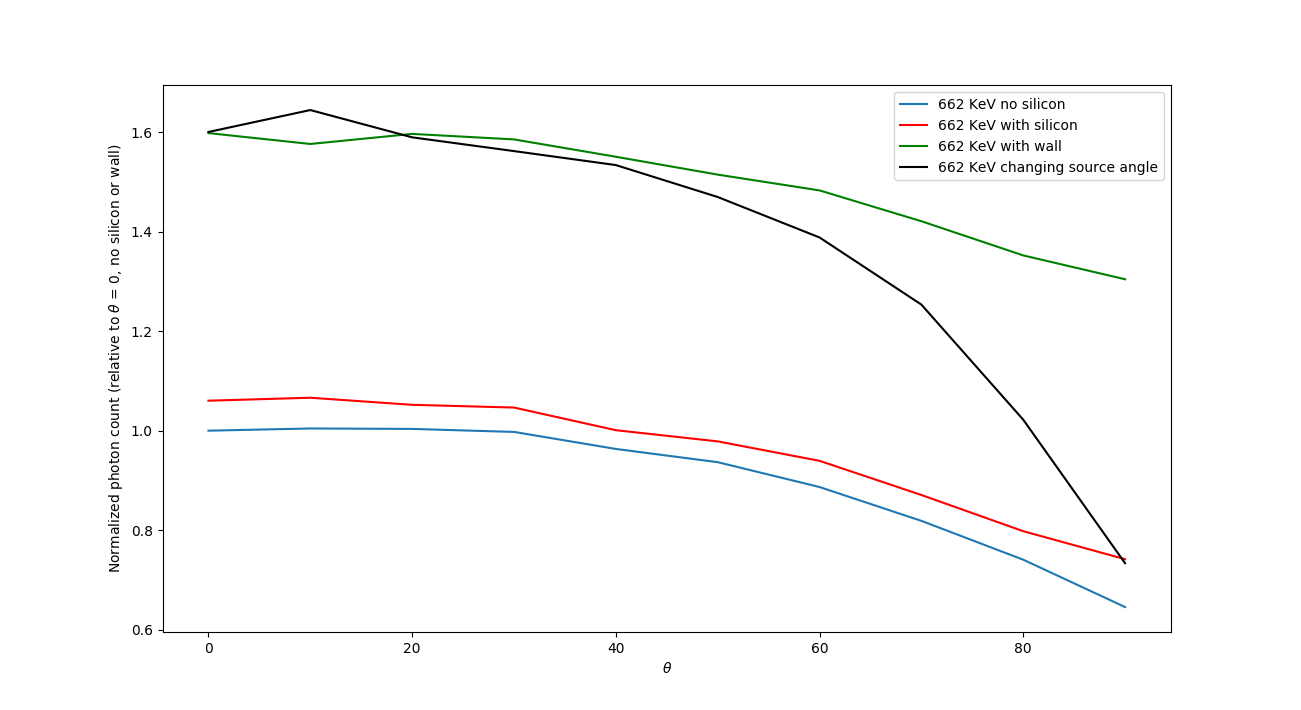 662 KeV no silicon
662 KeV with silicon
662 KeV with wall
662 KeV changing source angle
Normalized photon count (relative to θ = 0, no silicon or wall)
1.6
1.4
1.2
1.0
0.8
0.6
0 20 40 60 80
θ